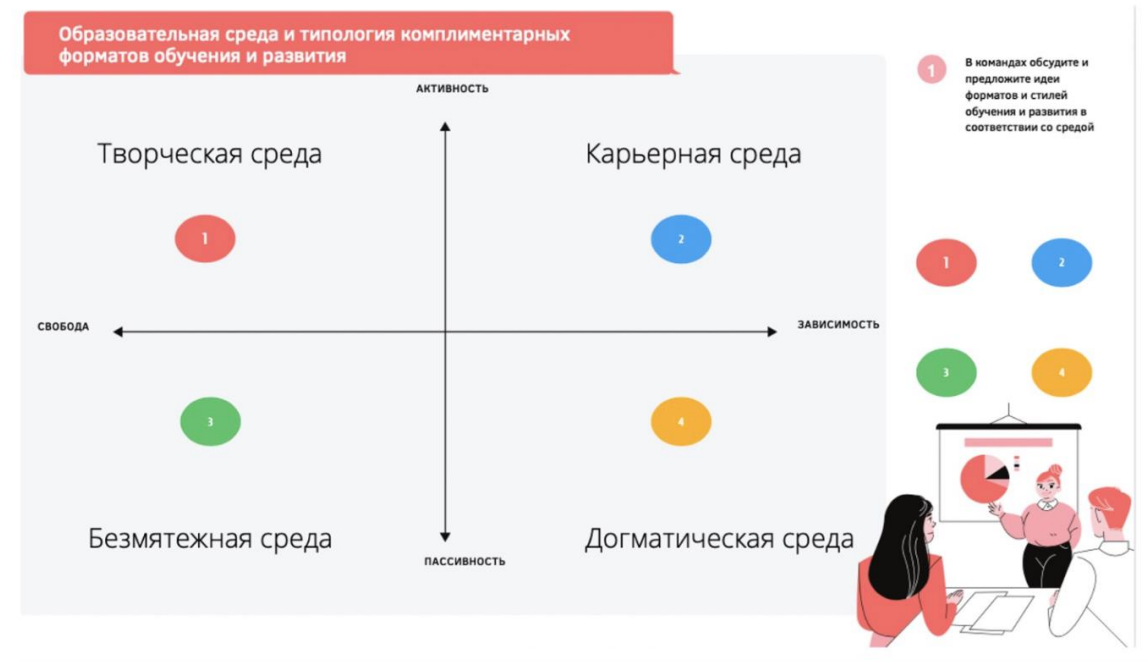 Образовательная среда и типология комплиментарных
форматов обучения и развития
1
В командах обсудите и
предложите идеи
форматов и стилей
обучения и развития в
соответствии со средой
АКТИВНОСТЬ
Творческая среда
Карьерная среда
1
2
1
2
СВОБОДА
ЗАВИСИМОСТЬ
3
4
3
4
Безмятежная среда
Догматическая среда
ПАССИВНОСТЬ